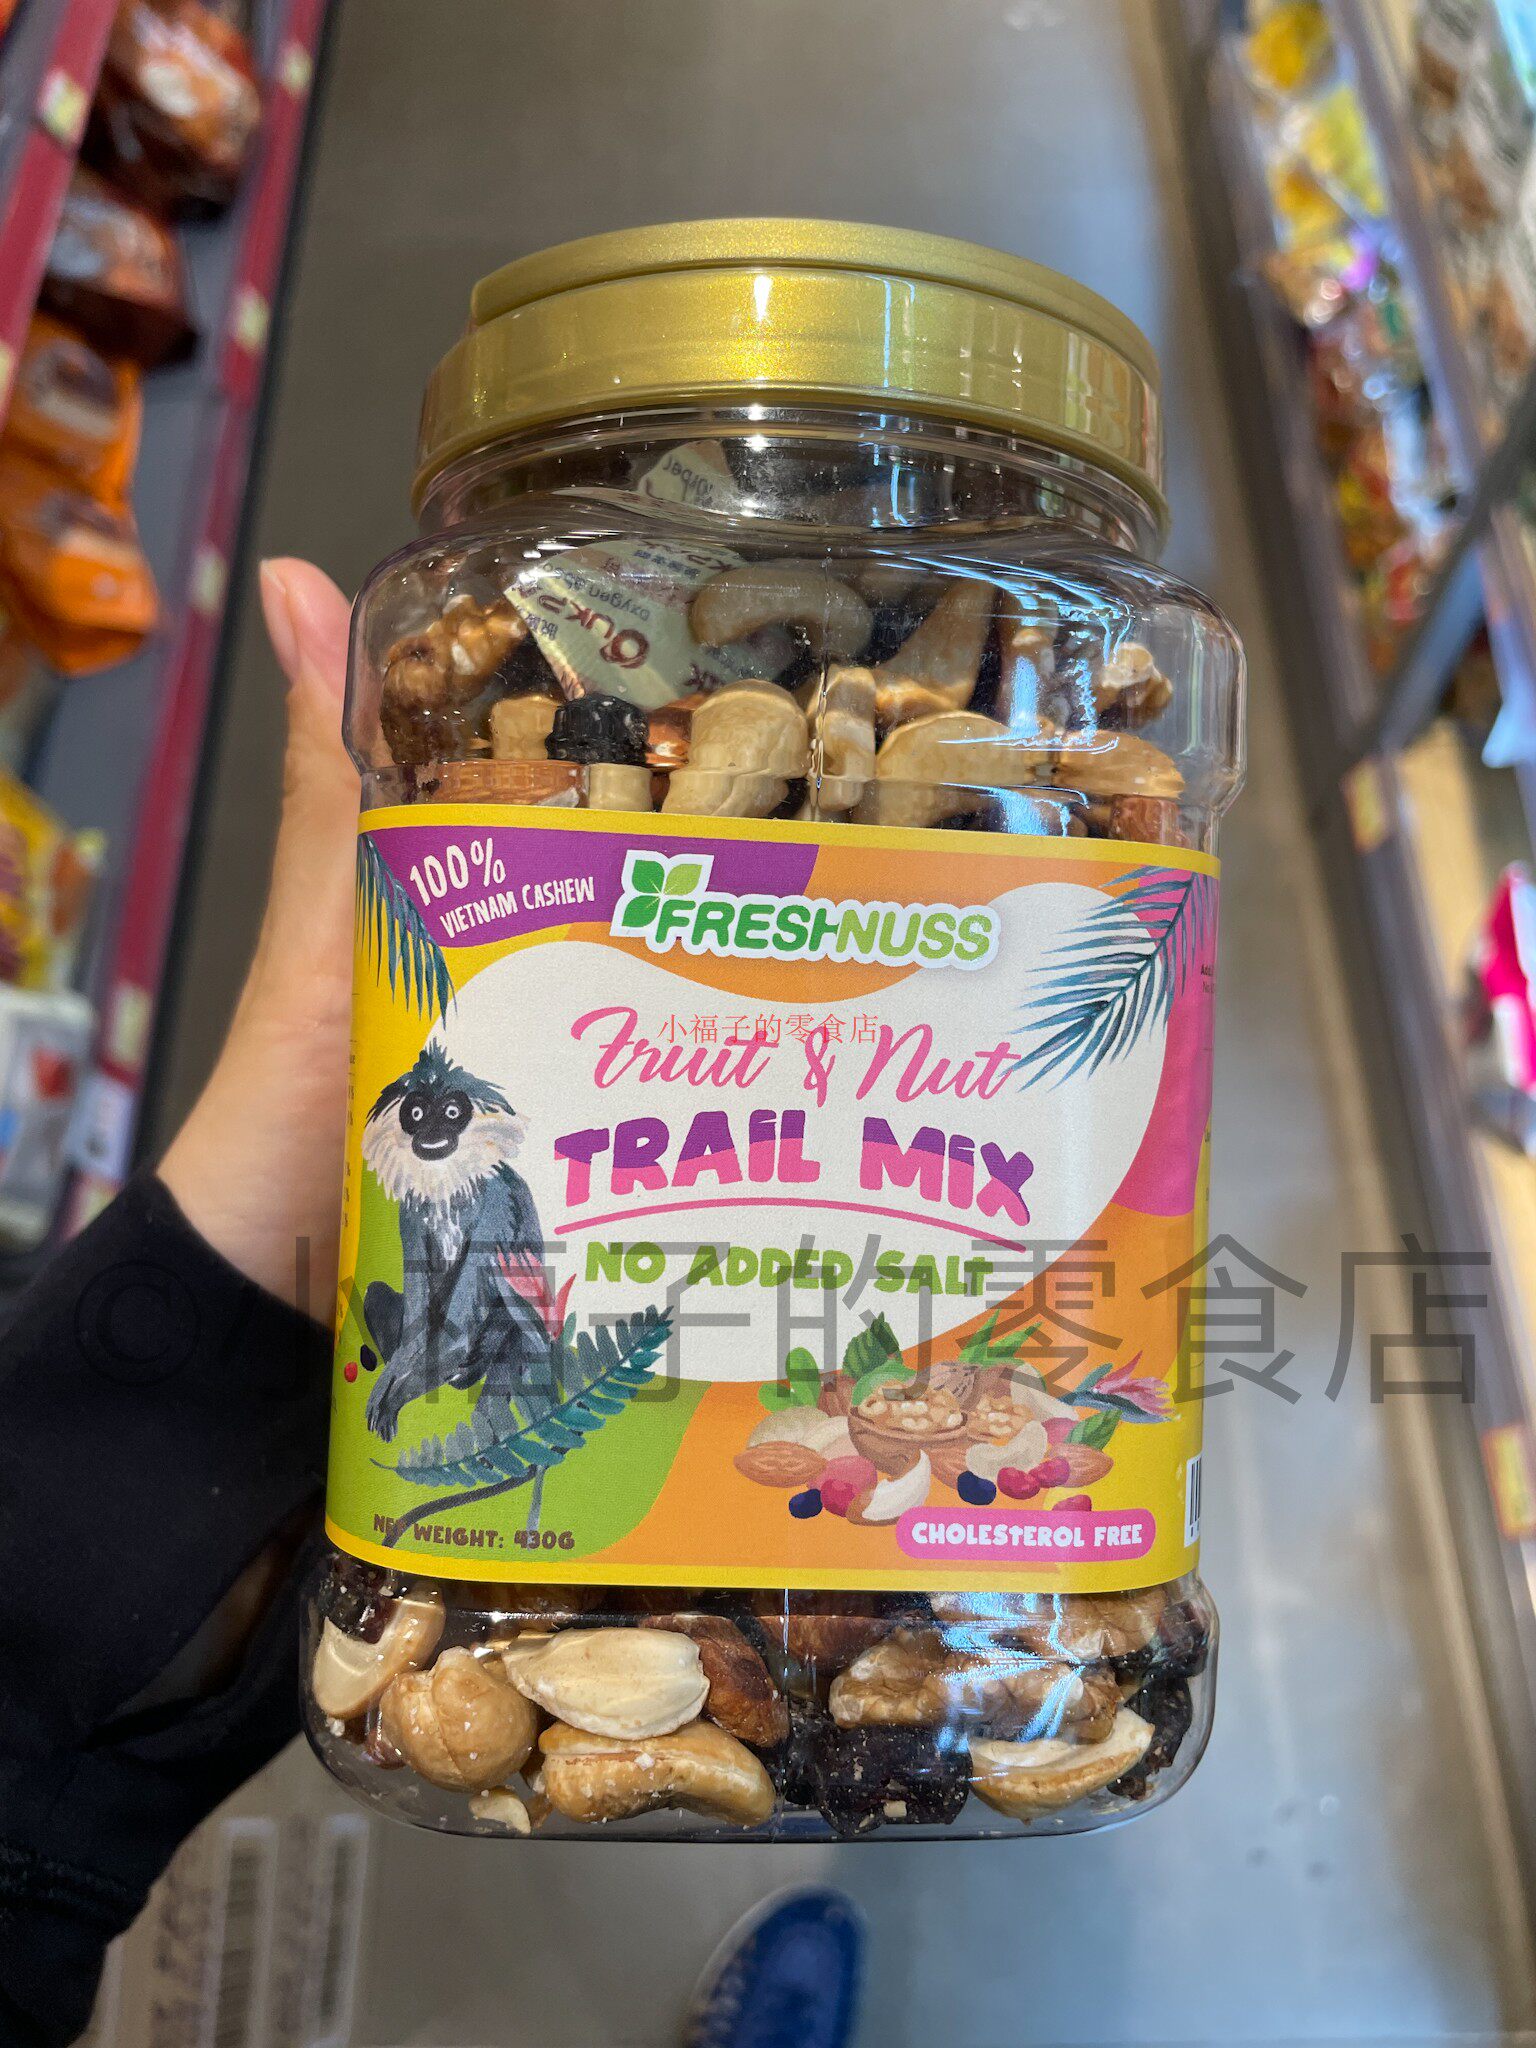 100%
VIETNAM CASHEW
FRESHNUSS
Fruit & Nut
小福子的零食店
TRAIL MIX
NO ADDED SALT
©小福子的零食店
NET WEIGHT: 430G
CHOLESTEROL FREE